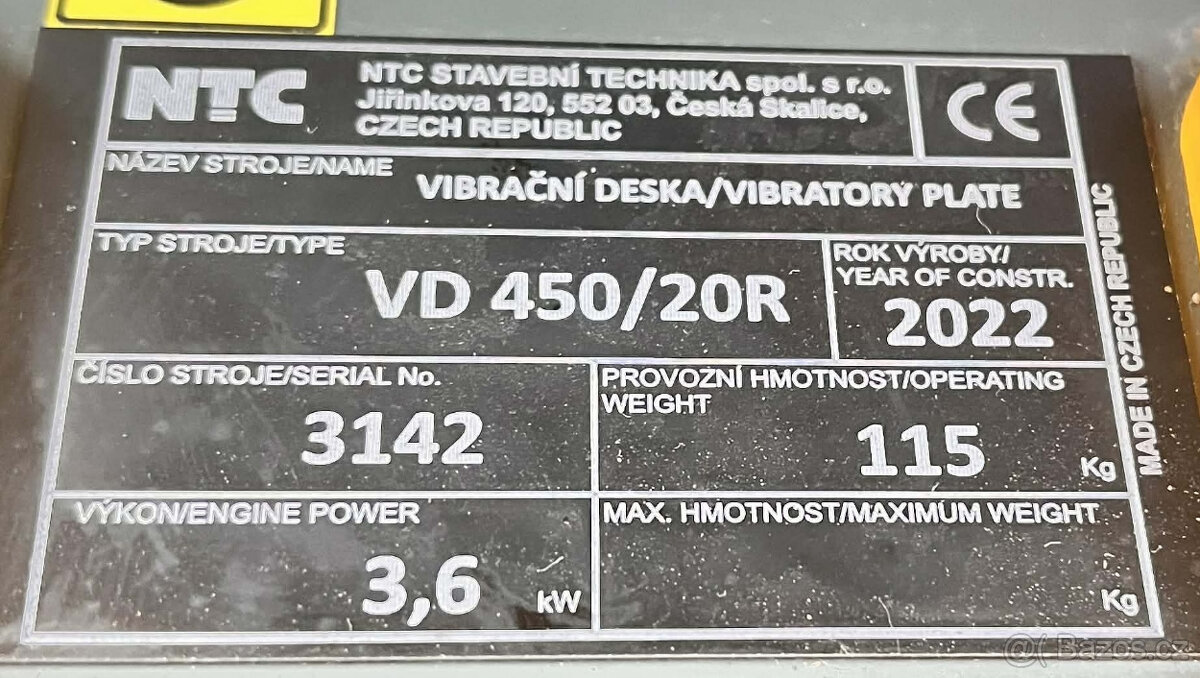 NTC
NTC STAVEBNÍ TECHNIKA spol. s r.o.
Jiřinkova 120, 552 03, Česká Skalice,
CZECH REPUBLIC
CE
NÁZEV STROJE/NAME
VIBRAČNÍ DESKA/VIBRATORY PLATE
TYP STROJE/TYPE
VD 450/20R
ROK VÝROBY/
YEAR OF CONSTR.
2022
ČÍSLO STROJE/SERIAL No.
3142
PROVOZNÍ HMOTNOST/OPERATING
WEIGHT
115 Kg
VÝKON/ENGINE POWER
3,6 kW
MAX. HMOTNOST/MAXIMUM WEIGHT
Kg
MADE IN CZECH REPUBLIC
@( Bazos.cz